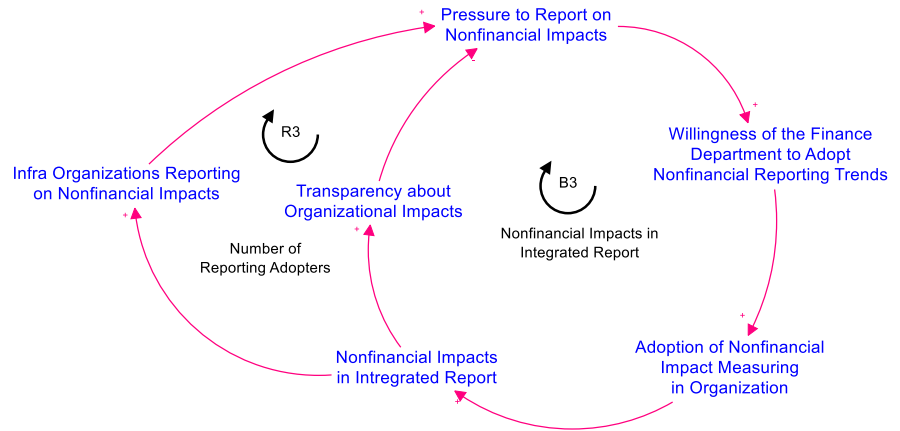 +
Pressure to Report on
Nonfinancial Impacts
-
+
R3
Willingness of the Finance
Department to Adopt
Nonfinancial Reporting Trends
Infra Organizations Reporting
on Nonfinancial Impacts
B3
Transparency about
Organizational Impacts
+
+
Number of
Reporting Adopters
Nonfinancial Impacts in
Integrated Report
+
Nonfinancial Impacts
in Intregrated Report
Adoption of Nonfinancial
Impact Measuring
in Organization
+